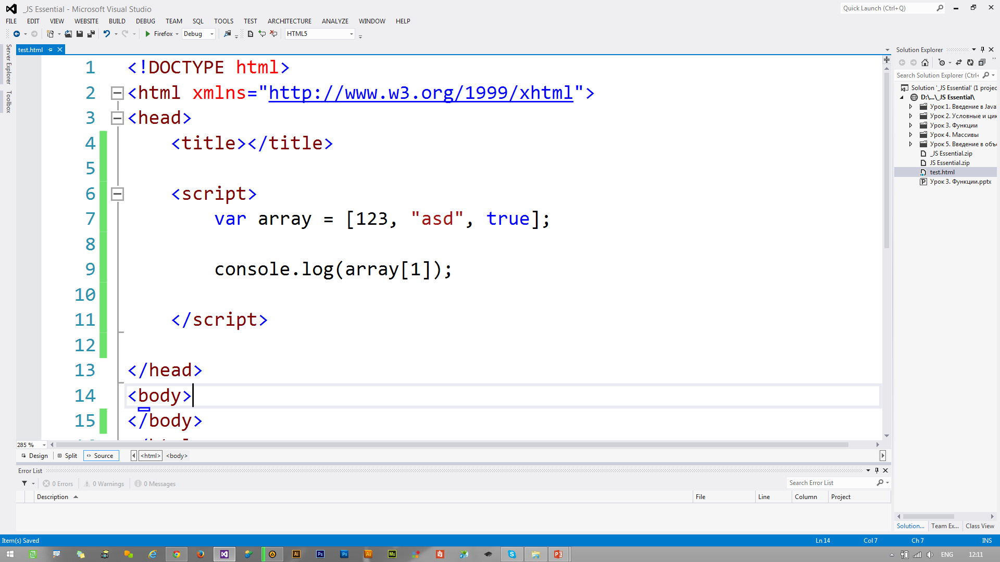 _JS Essential - Microsoft Visual Studio
Quick Launch (Ctrl+Q)
FILE EDIT VIEW WEBSITE BUILD DEBUG TEAM SQL TOOLS TEST ARCHITECTURE ANALYZE WINDOW HELP
Firefox Debug HTML5
Server Explorer
Toolbox
test.html
1 <!DOCTYPE html>
2 <html xmlns="http://www.w3.org/1999/xhtml">
3 <head>
4 <title></title>
5
6 <script>
7 var array = [123, "asd", true];
8
9 console.log(array[1]);
10
11 </script>
12
13 </head>
14 <body>
15 </body>
285 %
Design Split Source <html> <body>
Solution Explorer
Search Solution Explorer (Ctrl+
Solution '_JS Essential' (1 projec
D:\...\_JS Essential\
Урок 1. Введение в Java
Урок 2. Условные и цик
Урок 3. Функции
Урок 4. Массивы
Урок 5. Введение в объе
_JS Essential.zip
JS Essential.zip
test.html
Урок 3. Функции.pptx
Solution... Team Ex... Class View
Error List
0 Errors 0 Warnings 0 Messages
Search Error List
Description File Line Column Project
Item(s) Saved Ln 14 Col 7 Ch 7 INS
Ai Ps Ps Ai Mu
ENG 12:11